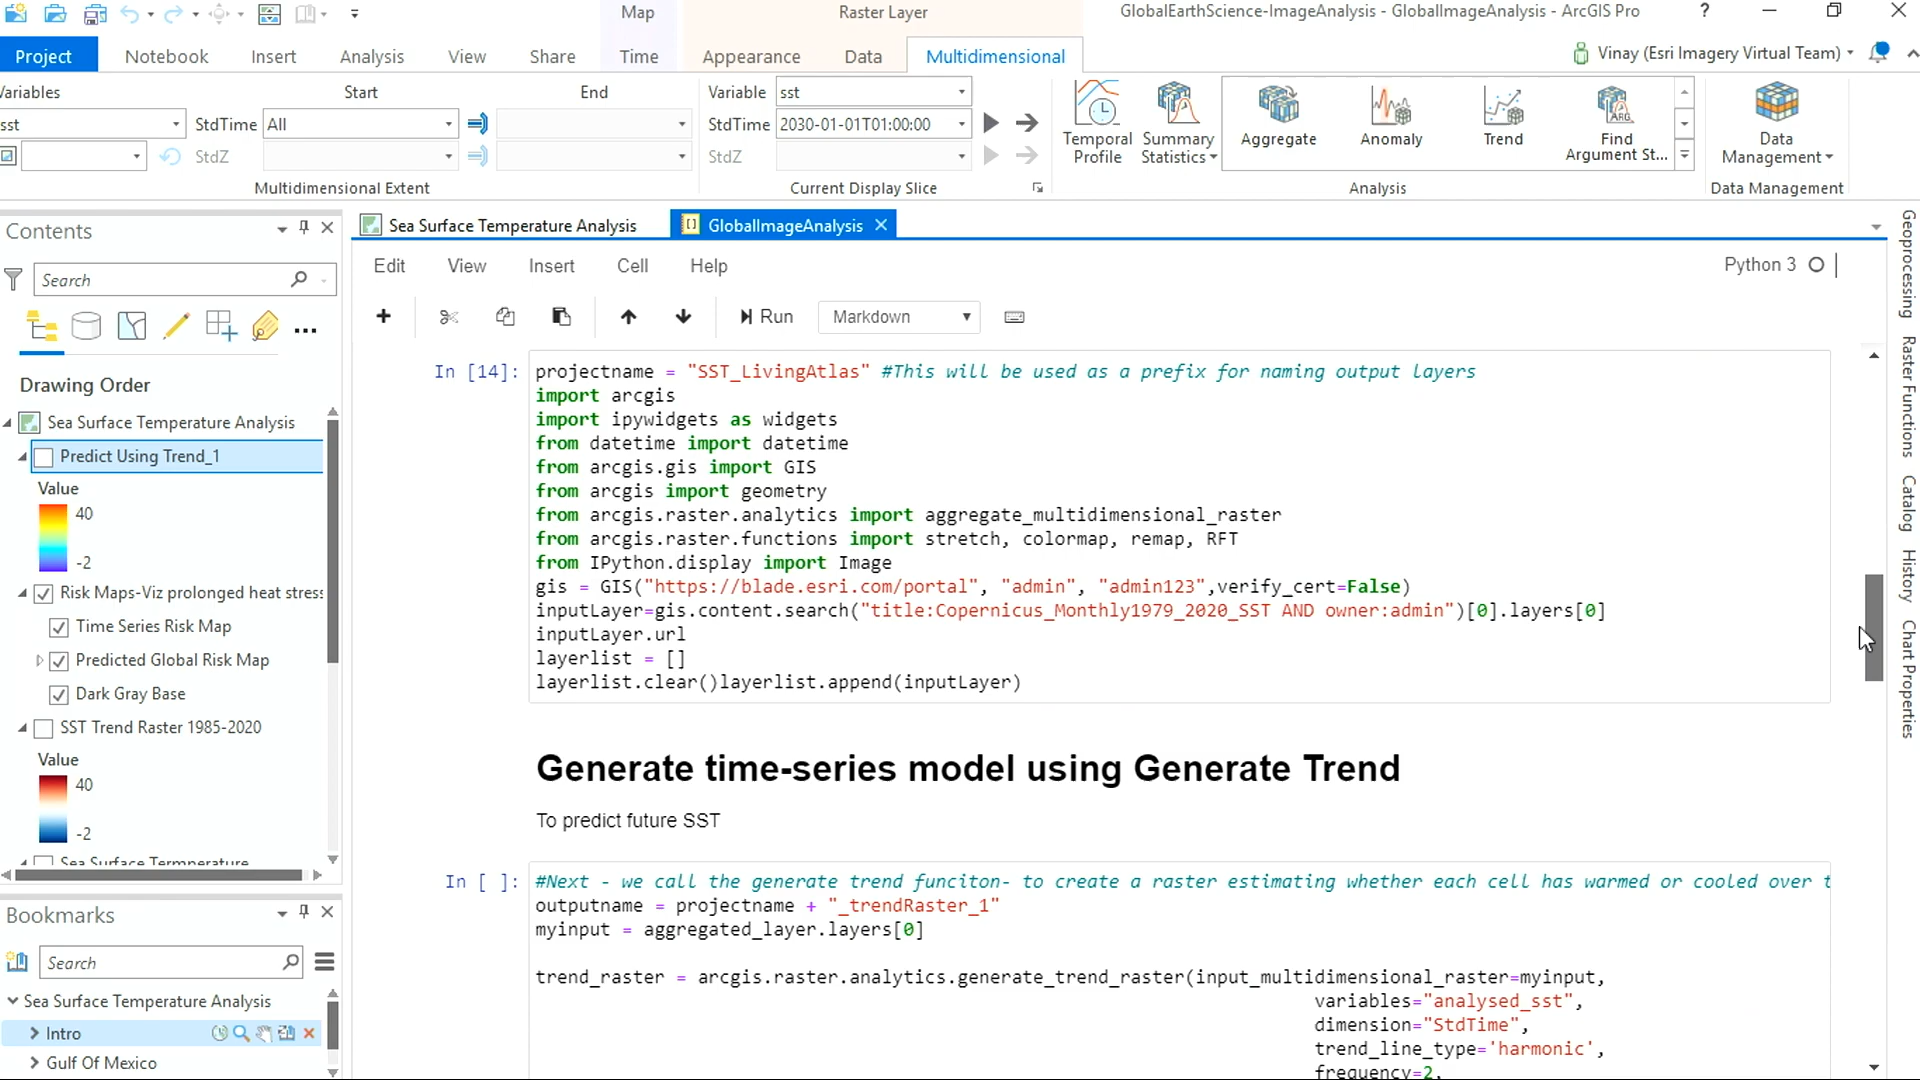 Map
Raster Layer
GlobalEarthScience-ImageAnalysis - GlobalImageAnalysis - ArcGIS Pro
?
Project
Notebook
Insert
Analysis
View
Share
Time
Appearance
Data
Multidimensional
Vinay (Esri Imagery Virtual Team)
Variables
Start
End
sst
StdTime
All
StdZ
Multidimensional Extent
Variable
sst
StdTime
2030-01-01T01:00:00
StdZ
Current Display Slice
Temporal
Profile
Summary
Statistics
Aggregate
Anomaly
Trend
Find
Argument St...
Analysis
Data
Management
Data Management
Contents
Search
Drawing Order
Sea Surface Temperature Analysis
Predict Using Trend_1
Value
40
-2
Risk Maps-Viz prolonged heat stress
Time Series Risk Map
Predicted Global Risk Map
Dark Gray Base
SST Trend Raster 1985-2020
Value
40
-2
Sea Surface Termperature
Bookmarks
Search
Sea Surface Temperature Analysis
Intro
Gulf Of Mexico
Sea Surface Temperature Analysis
GlobalImageAnalysis
Edit
View
Insert
Cell
Help
Python 3
Run
Markdown
In [14]:
projectname = "SST_LivingAtlas" #This will be used as a prefix for naming output layers
import arcgis
import ipywidgets as widgets
from datetime import datetime
from arcgis.gis import GIS
from arcgis import geometry
from arcgis.raster.analytics import aggregate_multidimensional_raster
from arcgis.raster.functions import stretch, colormap, remap, RFT
from IPython.display import Image
gis = GIS("https://blade.esri.com/portal", "admin", "admin123",verify_cert=False)
inputLayer=gis.content.search("title:Copernicus_Monthly1979_2020_SST AND owner:admin")[0].layers[0]
inputLayer.url
layerlist = []
layerlist.clear()layerlist.append(inputLayer)
Generate time-series model using Generate Trend
To predict future SST
In [ ]:
#Next - we call the generate trend funciton- to create a raster estimating whether each cell has warmed or cooled over t
outputname = projectname + "_trendRaster_1"
myinput = aggregated_layer.layers[0]
trend_raster = arcgis.raster.analytics.generate_trend_raster(input_multidimensional_raster=myinput,
variables="analysed_sst",
dimension="StdTime",
trend_line_type='harmonic',
frequency=2,
Geoprocessing
Raster Functions
Catalog
History
Chart Properties